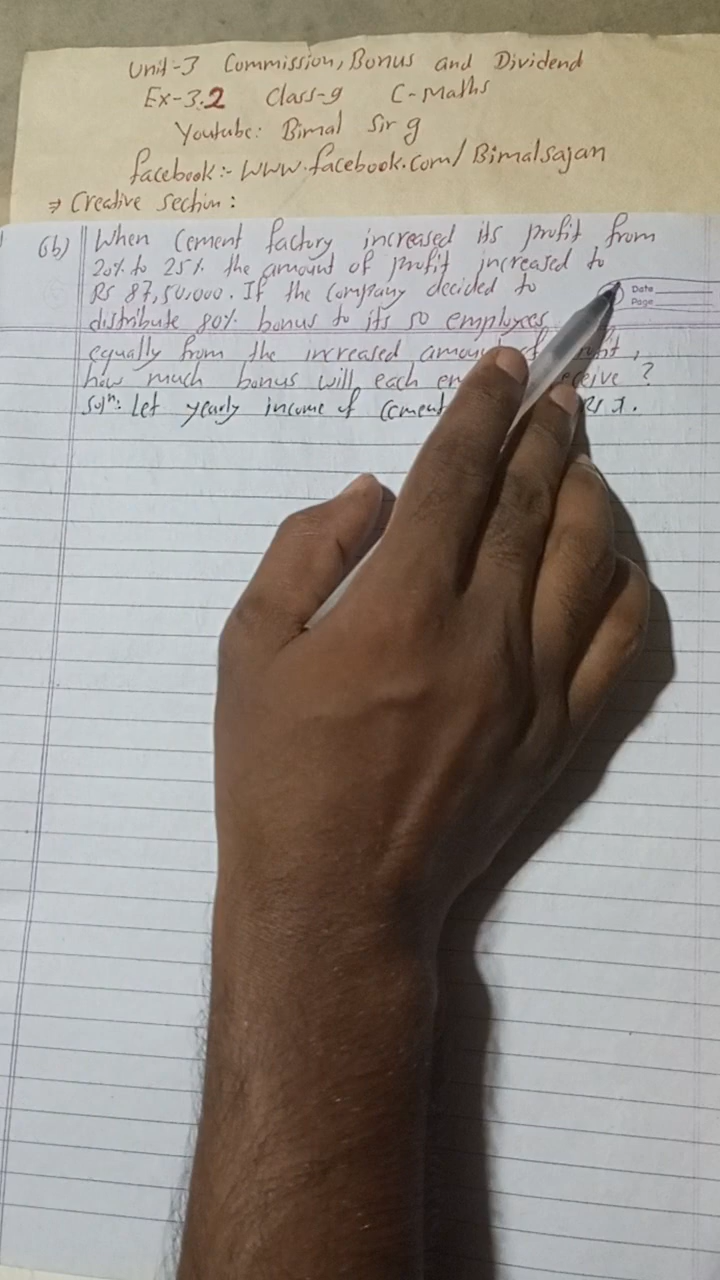 Unit-3 Commission, Bonus and Dividend
Ex-3.2 Class-9 C-Maths
Youtube: Bimal Sir g
facebook:- www.facebook.com/Bimalsajan
⇒ Creative section:
6b) When Cement factory increased its profit from
20% to 25% the amount of profit increased to
Rs 87,50,000. If the Company decided to
Date
Page
distribute 80% bonus to its 50 employees
equally from the increased
how much bonus will each
Solⁿ: Let yearly income of Cement Rs x.